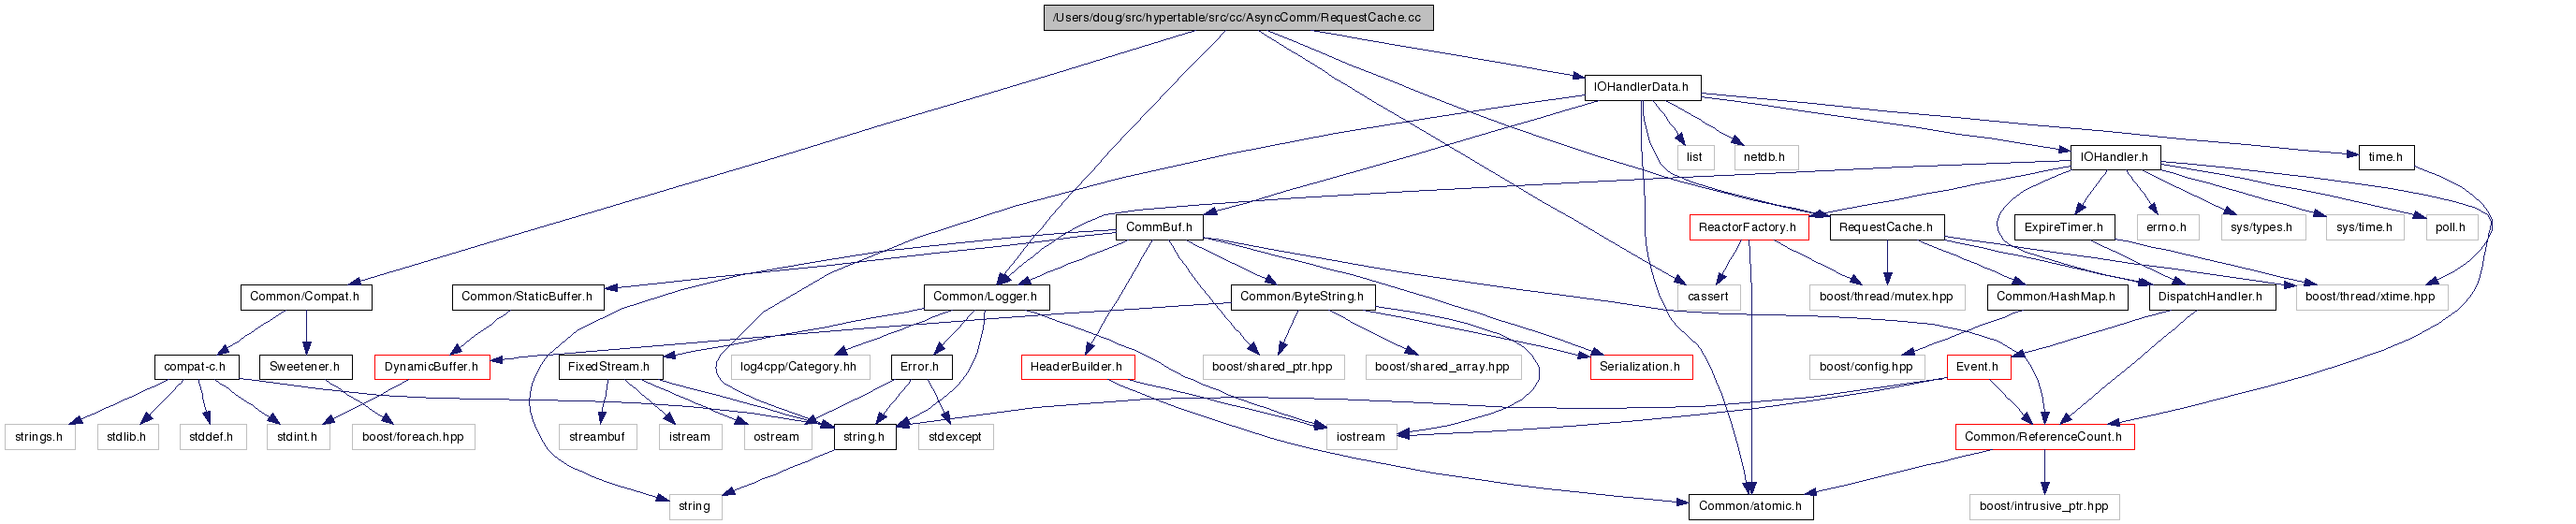 /Users/doug/src/hypertable/src/cc/AsyncComm/RequestCache.cc
IOHandlerData.h
list
netdb.h
IOHandler.h
time.h
CommBuf.h
ReactorFactory.h
RequestCache.h
ExpireTimer.h
errno.h
sys/types.h
sys/time.h
poll.h
Common/Compat.h
Common/StaticBuffer.h
Common/Logger.h
Common/ByteString.h
cassert
boost/thread/mutex.hpp
Common/HashMap.h
DispatchHandler.h
boost/thread/xtime.hpp
compat-c.h
Sweetener.h
DynamicBuffer.h
FixedStream.h
log4cpp/Category.hh
Error.h
HeaderBuilder.h
boost/shared_ptr.hpp
boost/shared_array.hpp
Serialization.h
boost/config.hpp
Event.h
strings.h
stdlib.h
stddef.h
stdint.h
boost/foreach.hpp
streambuf
istream
ostream
string.h
stdexcept
iostream
Common/ReferenceCount.h
string
Common/atomic.h
boost/intrusive_ptr.hpp